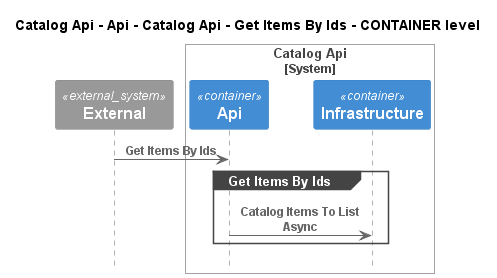 Catalog Api - Api - Catalog Api - Get Items By Ids - CONTAINER level
Catalog Api
[System]
«external_system»
External
«container»
Api
«container»
Infrastructure
Get Items By Ids
Get Items By Ids
Catalog Items To List
Async